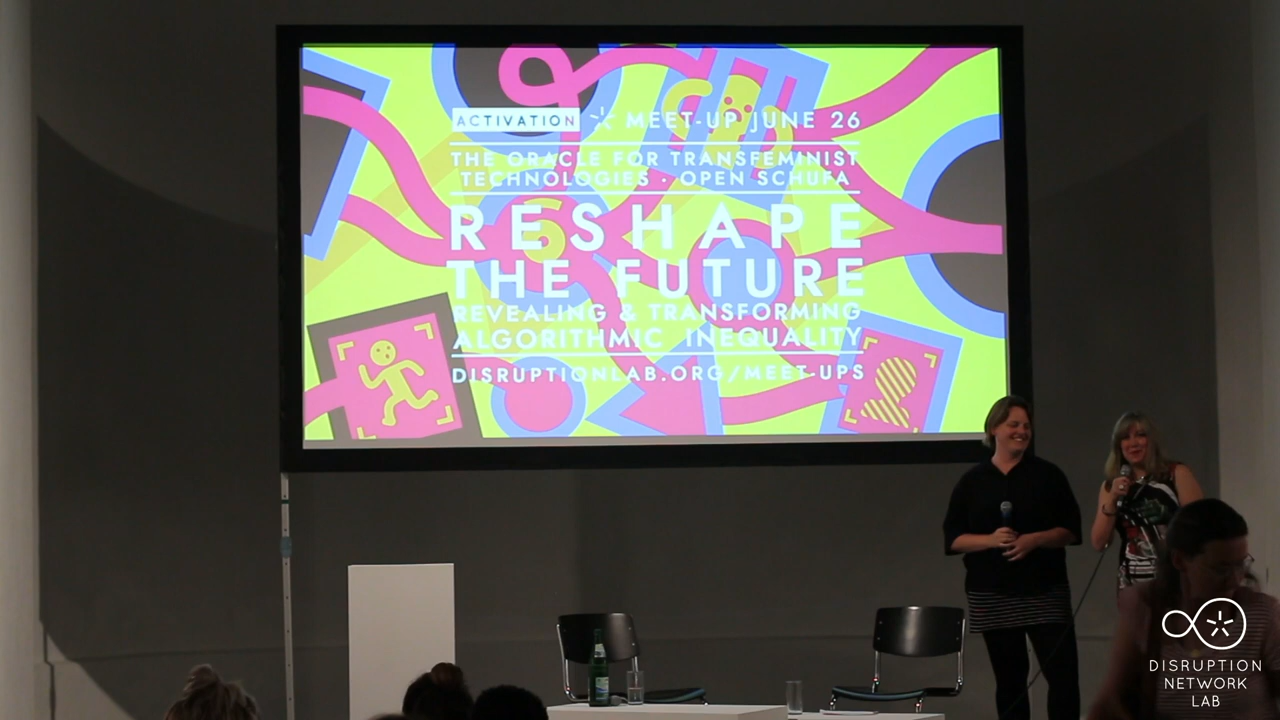 ACTIVATION MEET-UP JUNE 26
THE ORACLE FOR TRANSFEMINIST
TECHNOLOGIES · OPEN SCHUFA
RESHAPE
THE FUTURE
REVEALING & TRANSFORMING
ALGORITHMIC INEQUALITY
DISRUPTIONLAB.ORG/MEET-UPS
DISRUPTION
NETWORK
LAB